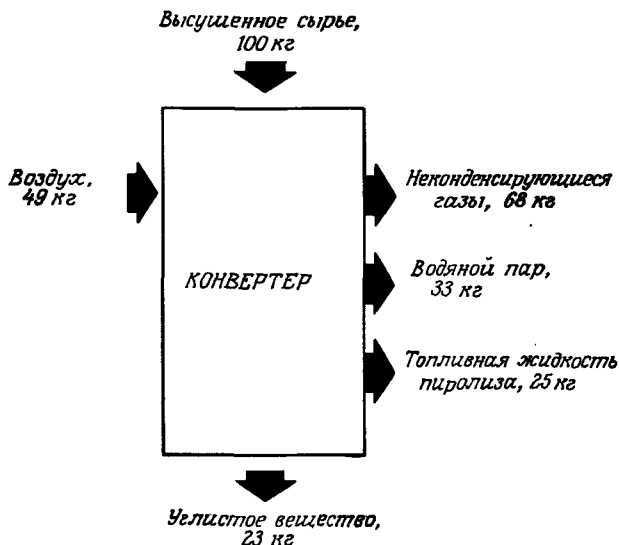 Высушенное сырье,
100 кг
Воздух,
49 кг
Неконденсирующиеся
газы, 68 кг
КОНВЕРТЕР
Водяной пар,
33 кг
Топливная жидкость
пиролиза, 25 кг
Углистое вещество,
23 кг